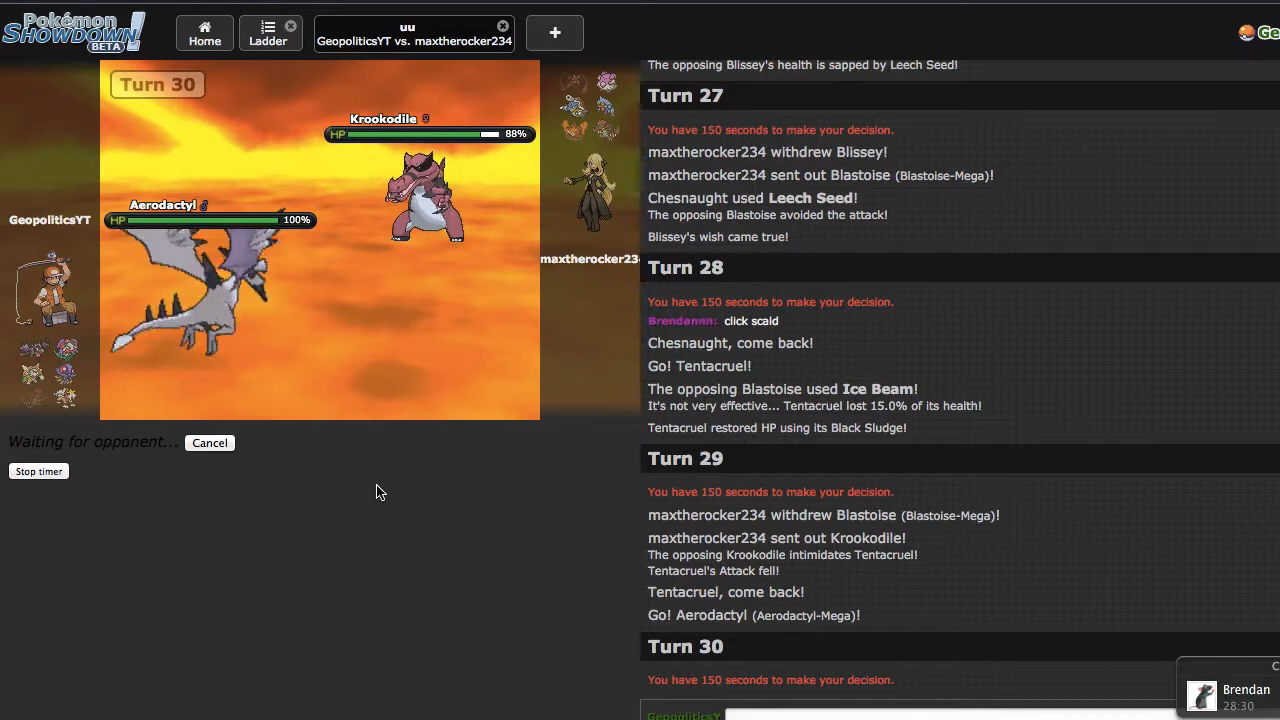 Pokémon
SHOWDOWN!
BETA
Home
Ladder
uu
GeopoliticsYT vs. maxtherocker234
+
Ge
Turn 30
Krookodile ♀
HP 88%
Aerodactyl ♂
HP 100%
GeopoliticsYT
maxtherocker234
Waiting for opponent... Cancel
Stop timer
The opposing Blissey's health is sapped by Leech Seed!
Turn 27
You have 150 seconds to make your decision.
maxtherocker234 withdrew Blissey!
maxtherocker234 sent out Blastoise (Blastoise-Mega)!
Chesnaught used Leech Seed!
The opposing Blastoise avoided the attack!
Blissey's wish came true!
Turn 28
You have 150 seconds to make your decision.
Brendannn: click scald
Chesnaught, come back!
Go! Tentacruel!
The opposing Blastoise used Ice Beam!
It's not very effective... Tentacruel lost 15.0% of its health!
Tentacruel restored HP using its Black Sludge!
Turn 29
You have 150 seconds to make your decision.
maxtherocker234 withdrew Blastoise (Blastoise-Mega)!
maxtherocker234 sent out Krookodile!
The opposing Krookodile intimidates Tentacruel!
Tentacruel's Attack fell!
Tentacruel, come back!
Go! Aerodactyl (Aerodactyl-Mega)!
Turn 30
You have 150 seconds to make your decision.
GeopoliticsY
C
Brendan
28:30